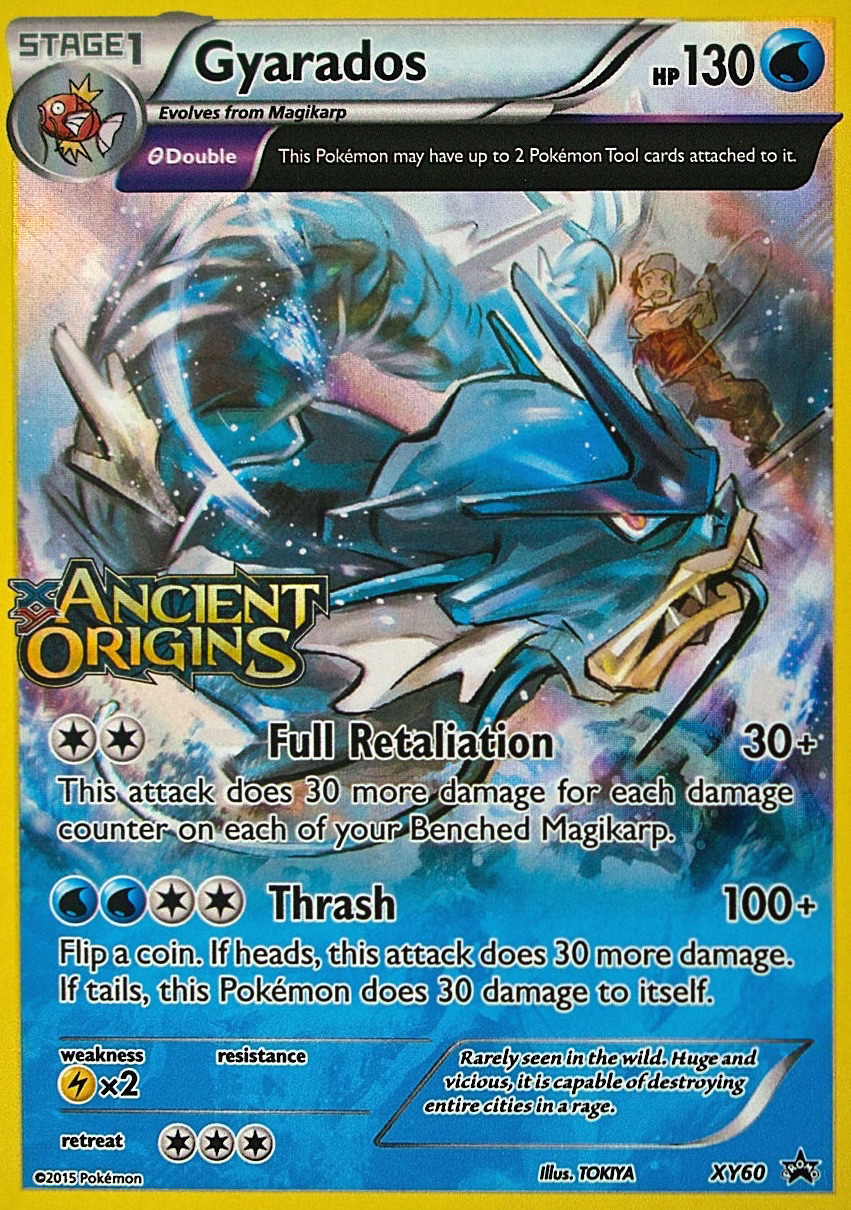 STAGE1
Gyarados
HP130
Evolves from Magikarp
θDouble
This Pokémon may have up to 2 Pokémon Tool cards attached to it.
XY
ANCIENT
ORIGINS
Full Retaliation 30+
This attack does 30 more damage for each damage
counter on each of your Benched Magikarp.
Thrash 100+
Flip a coin. If heads, this attack does 30 more damage.
If tails, this Pokémon does 30 damage to itself.
weakness resistance
x2
Rarely seen in the wild. Huge and
vicious, it is capable of destroying
entire cities in a rage.
retreat
©2015 Pokémon Illus. TOKIYA XY60 PROMO